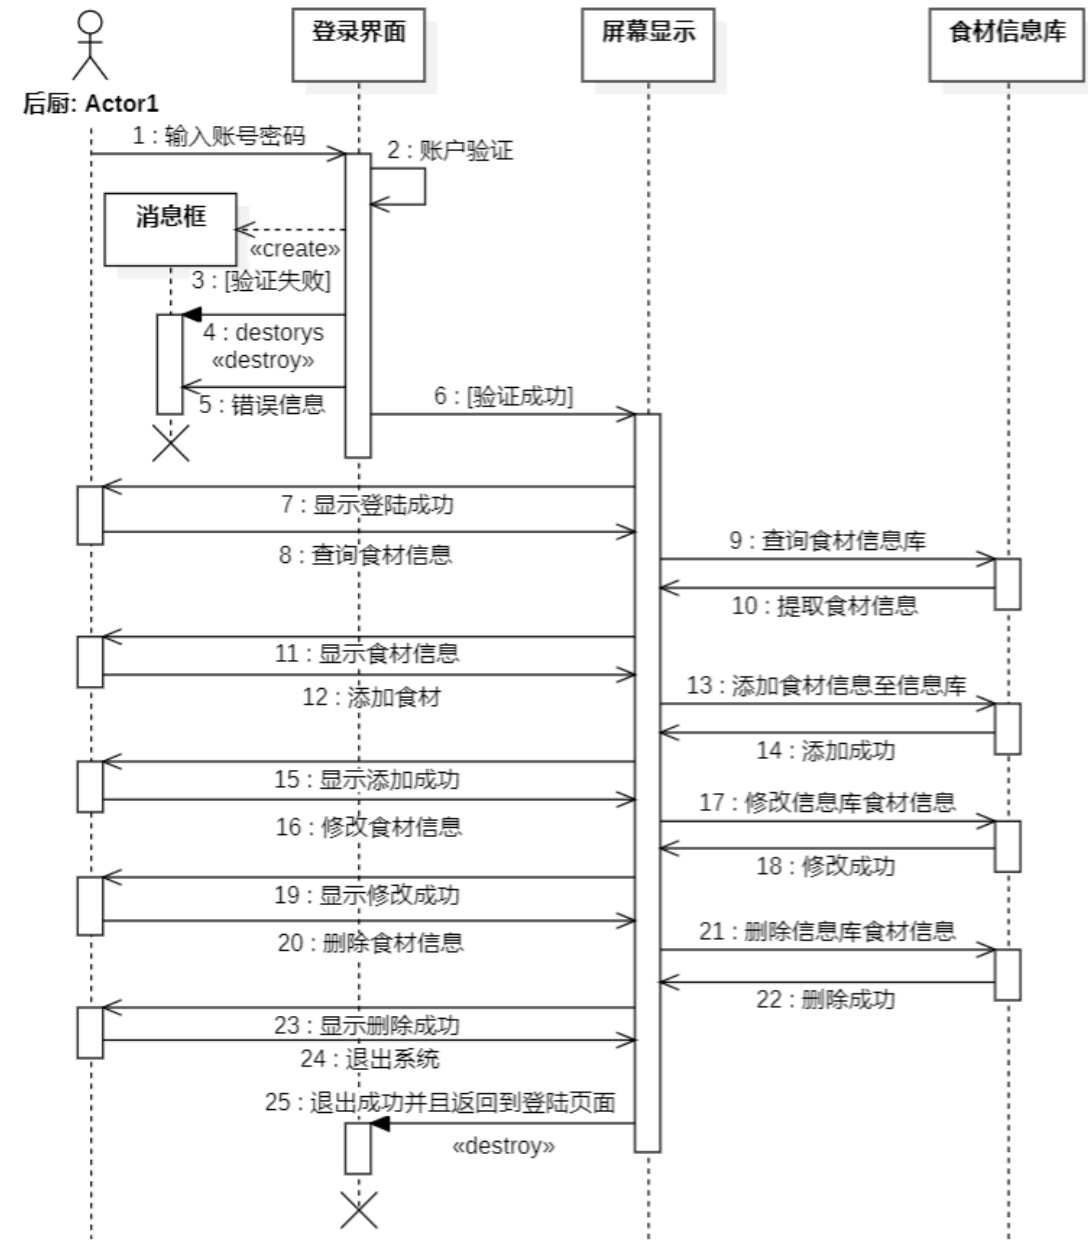 登录界面
屏幕显示
食材信息库
后厨: Actor1
1 : 输入账号密码
2 : 账户验证
消息框
«create»
3 : [验证失败]
4 : destorys
«destroy»
5 : 错误信息
6 : [验证成功]
7 : 显示登陆成功
8 : 查询食材信息
9 : 查询食材信息库
10 : 提取食材信息
11 : 显示食材信息
12 : 添加食材
13 : 添加食材信息至信息库
14 : 添加成功
15 : 显示添加成功
16 : 修改食材信息
17 : 修改信息库食材信息
18 : 修改成功
19 : 显示修改成功
20 : 删除食材信息
21 : 删除信息库食材信息
22 : 删除成功
23 : 显示删除成功
24 : 退出系统
25 : 退出成功并且返回到登陆页面
«destroy»